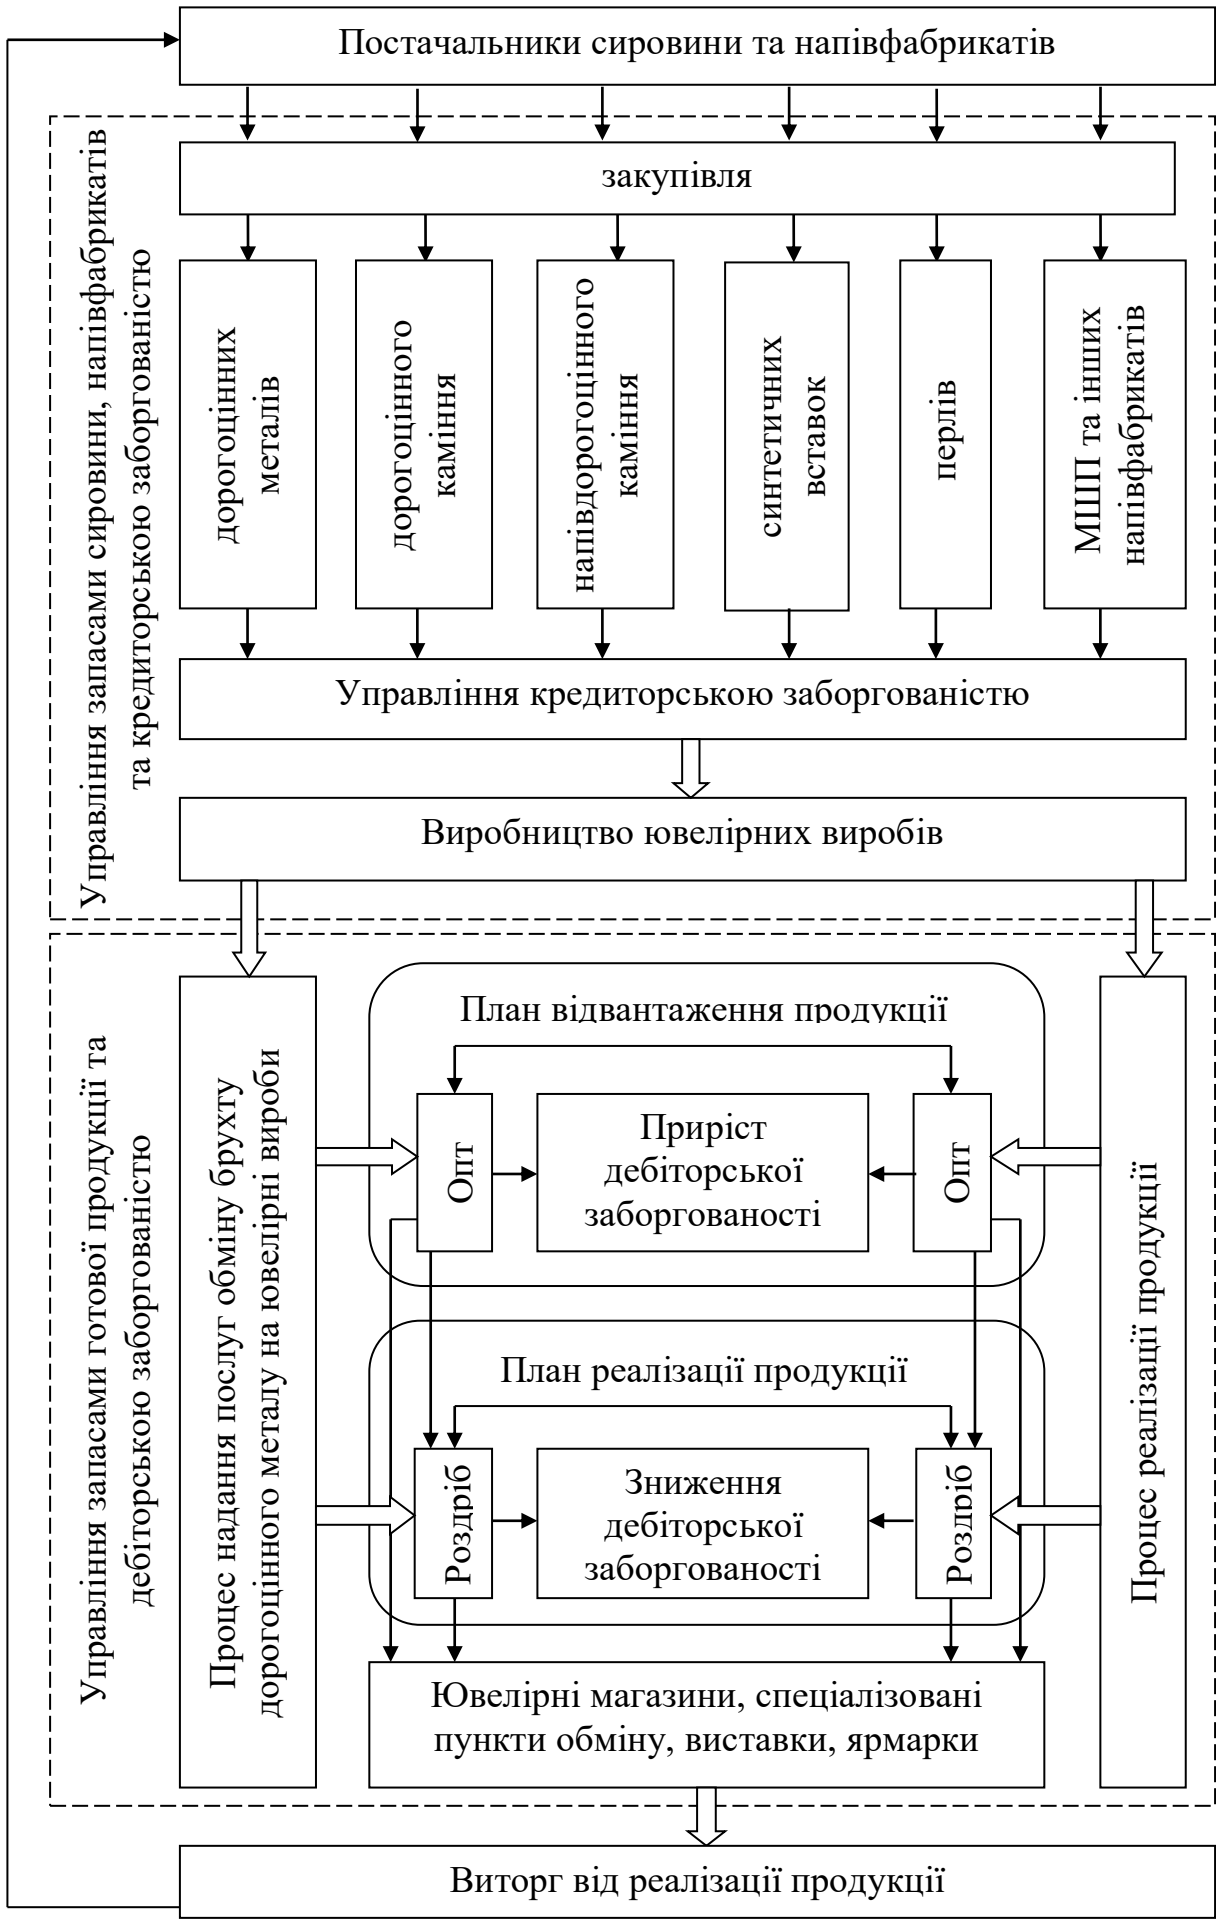 Постачальники сировини та напівфабрикатів
Управління запасами сировини, напівфабрикатів
та кредиторською заборгованістю
закупівля
дорогоцінних
металів
дорогоцінного
каміння
напівдорогоцінного
каміння
синтетичних
вставок
перлів
МШП та інших
напівфабрикатів
Управління кредиторською заборгованістю
Виробництво ювелірних виробів
Управління запасами готової продукції та
дебіторською заборгованістю
Процес надання послуг обміну брухту
дорогоцінного металу на ювелірні вироби
План відвантаження продукції
Опт
Приріст
дебіторської
заборгованості
Опт
План реалізації продукції
Роздріб
Зниження
дебіторської
заборгованості
Роздріб
Процес реалізації продукції
Ювелірні магазини, спеціалізовані
пункти обміну, виставки, ярмарки
Виторг від реалізації продукції